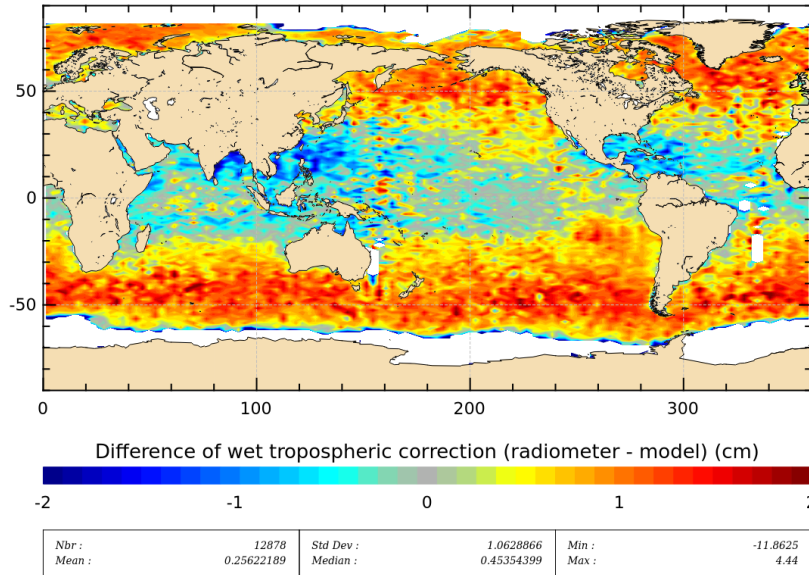 50
0
-50
0 100 200 300
Difference of wet tropospheric correction (radiometer - model) (cm)
-2 -1 0 1 2
Nbr : 12878 Std Dev : 1.0628866 Min : -11.8625
Mean : 0.25622189 Median : 0.45354399 Max : 4.44